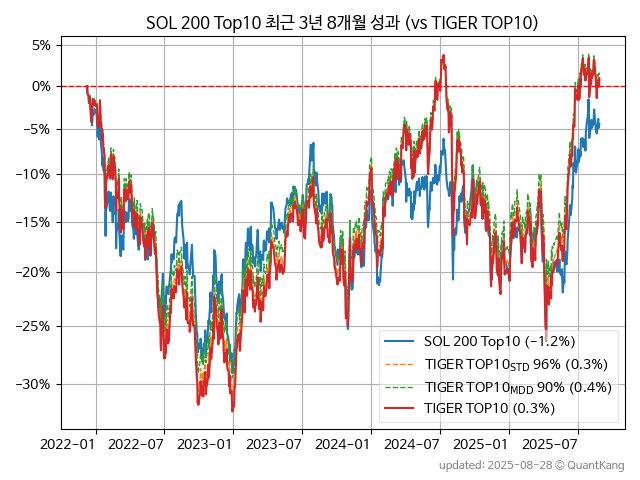 SOL 200 Top10 최근 3년 8개월 성과 (vs TIGER TOP10)
5%
0%
−5%
−10%
−15%
−20%
−25%
−30%
SOL 200 Top10 (−1.2%)
TIGER TOP10STD 96% (0.3%)
TIGER TOP10MDD 90% (0.4%)
TIGER TOP10 (0.3%)
2022−01 2022−07 2023−01 2023−07 2024−01 2024−07 2025−01 2025−07
updated: 2025-08-28 © QuantKang